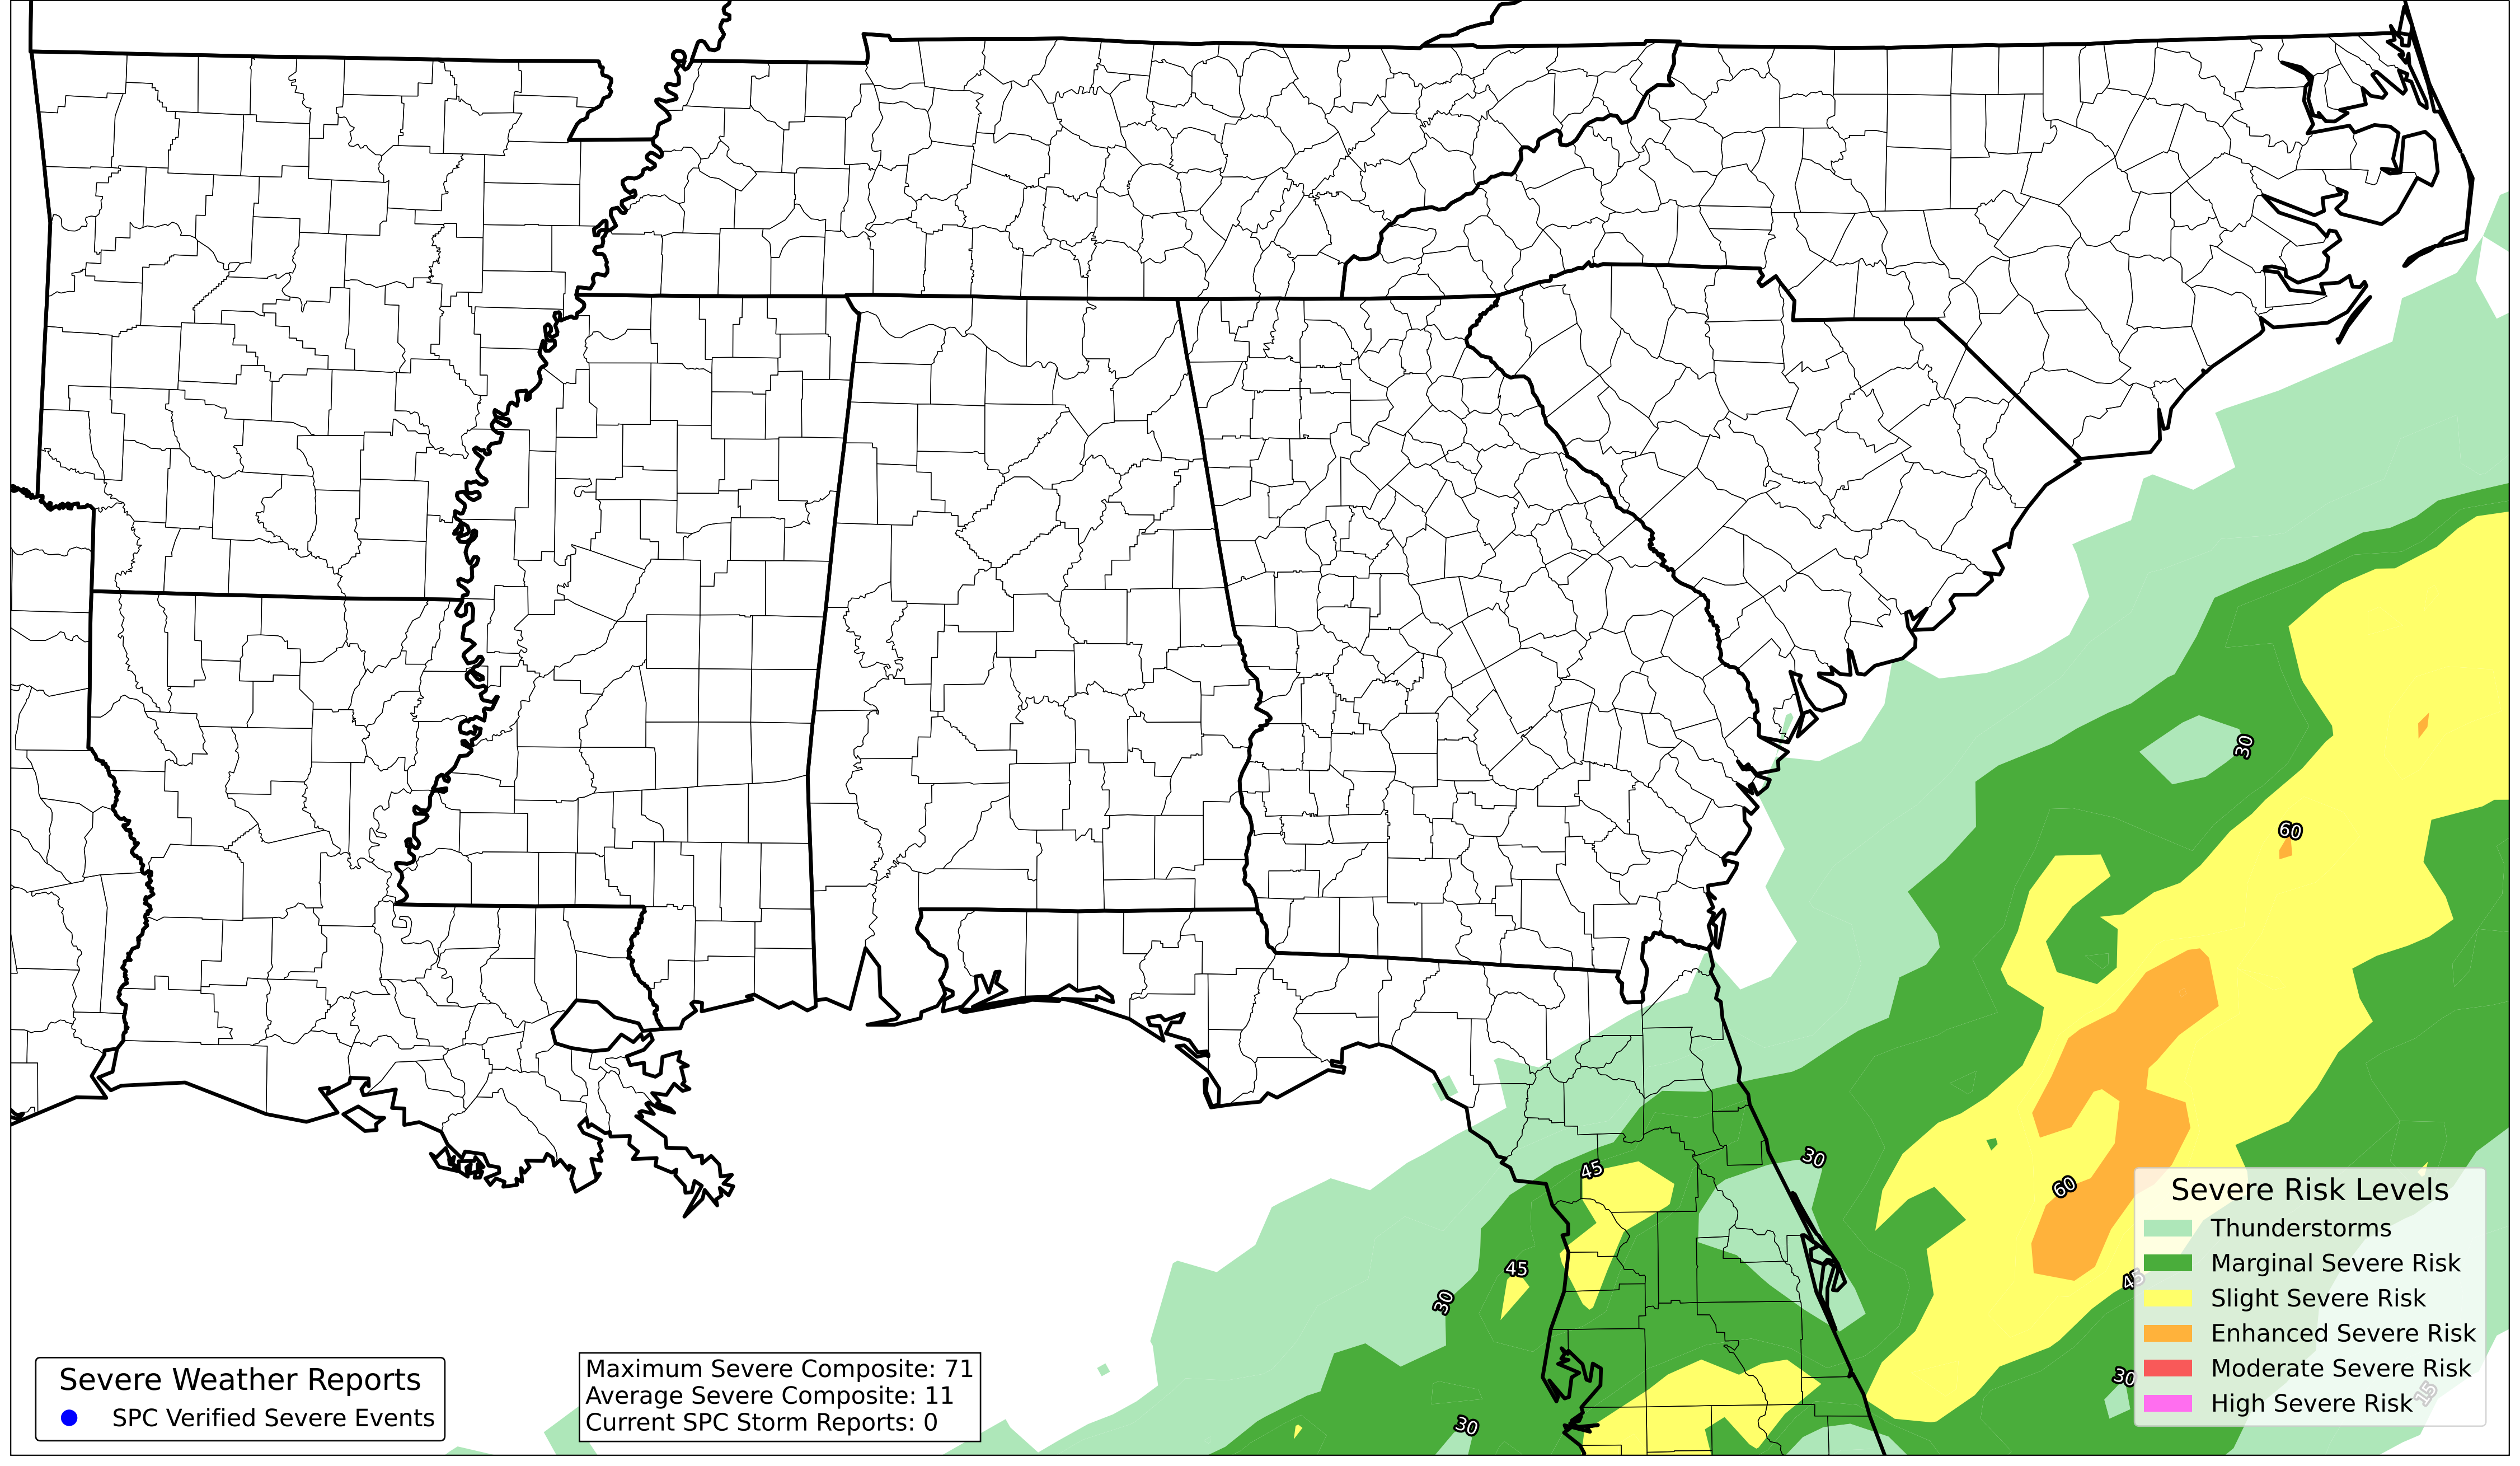 30
60
45
30
60
45
30
45
30
30
15
Severe Risk Levels
Thunderstorms
Marginal Severe Risk
Slight Severe Risk
Enhanced Severe Risk
Moderate Severe Risk
High Severe Risk
Severe Weather Reports
SPC Verified Severe Events
Maximum Severe Composite: 71
Average Severe Composite: 11
Current SPC Storm Reports: 0